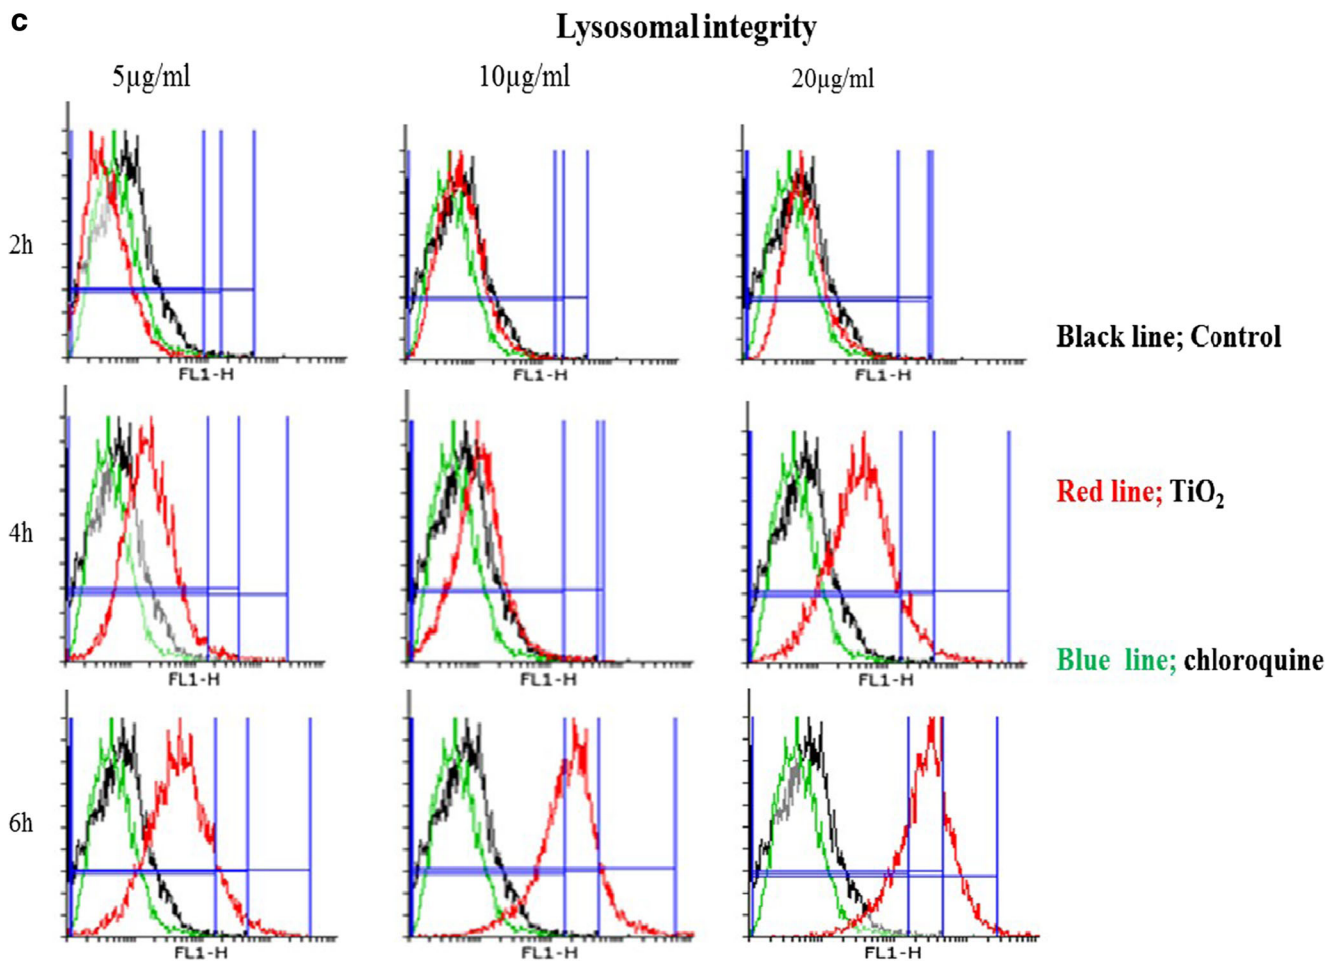 c
Lysosomal integrity
5µg/ml 10µg/ml 20µg/ml
2h
FL1-H FL1-H FL1-H
Black line; Control
Red line; TiO₂
4h
Blue line; chloroquine
FL1-H FL1-H FL1-H
6h
FL1-H FL1-H FL1-H